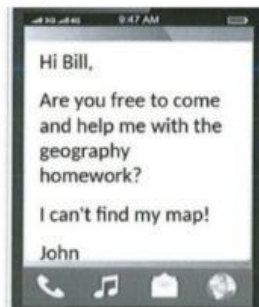 9:47 AM
Hi Bill,
Are you free to come
and help me with the
geography
homework?
I can't find my map!
John